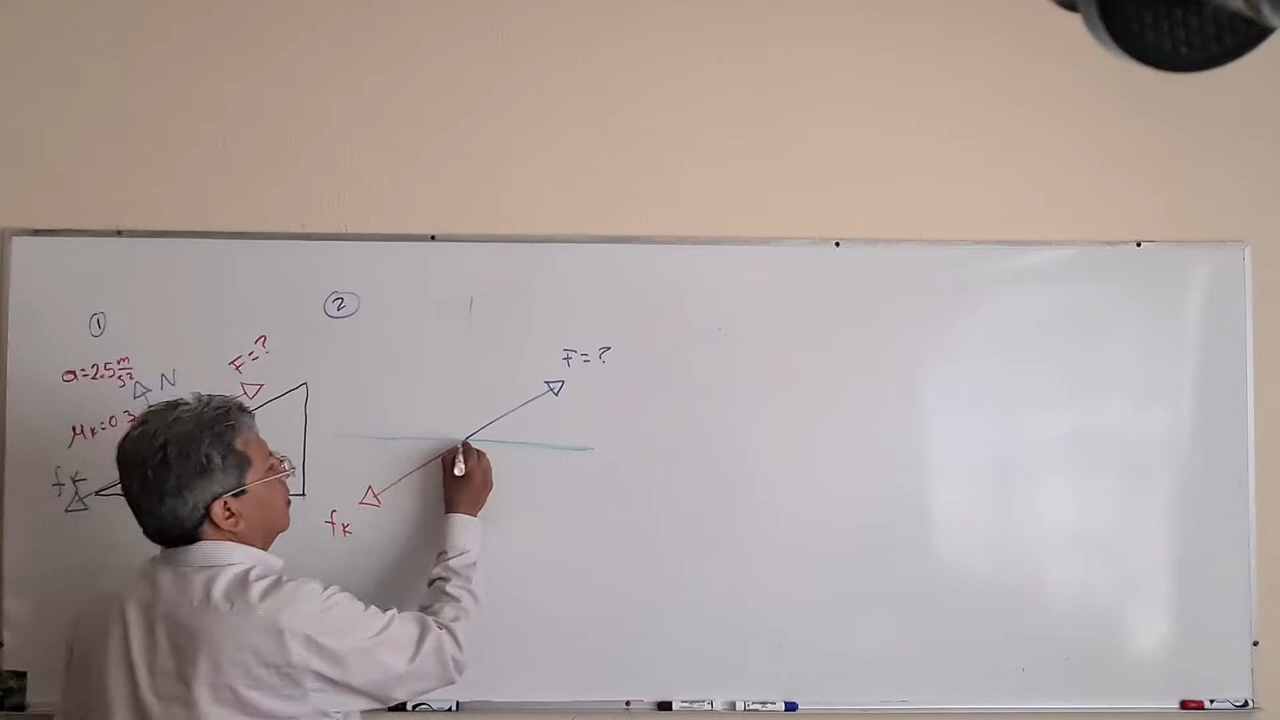 ①
a=2.5 m/s²
N
F=?
μk=0.3
fk
②
F=?
fk